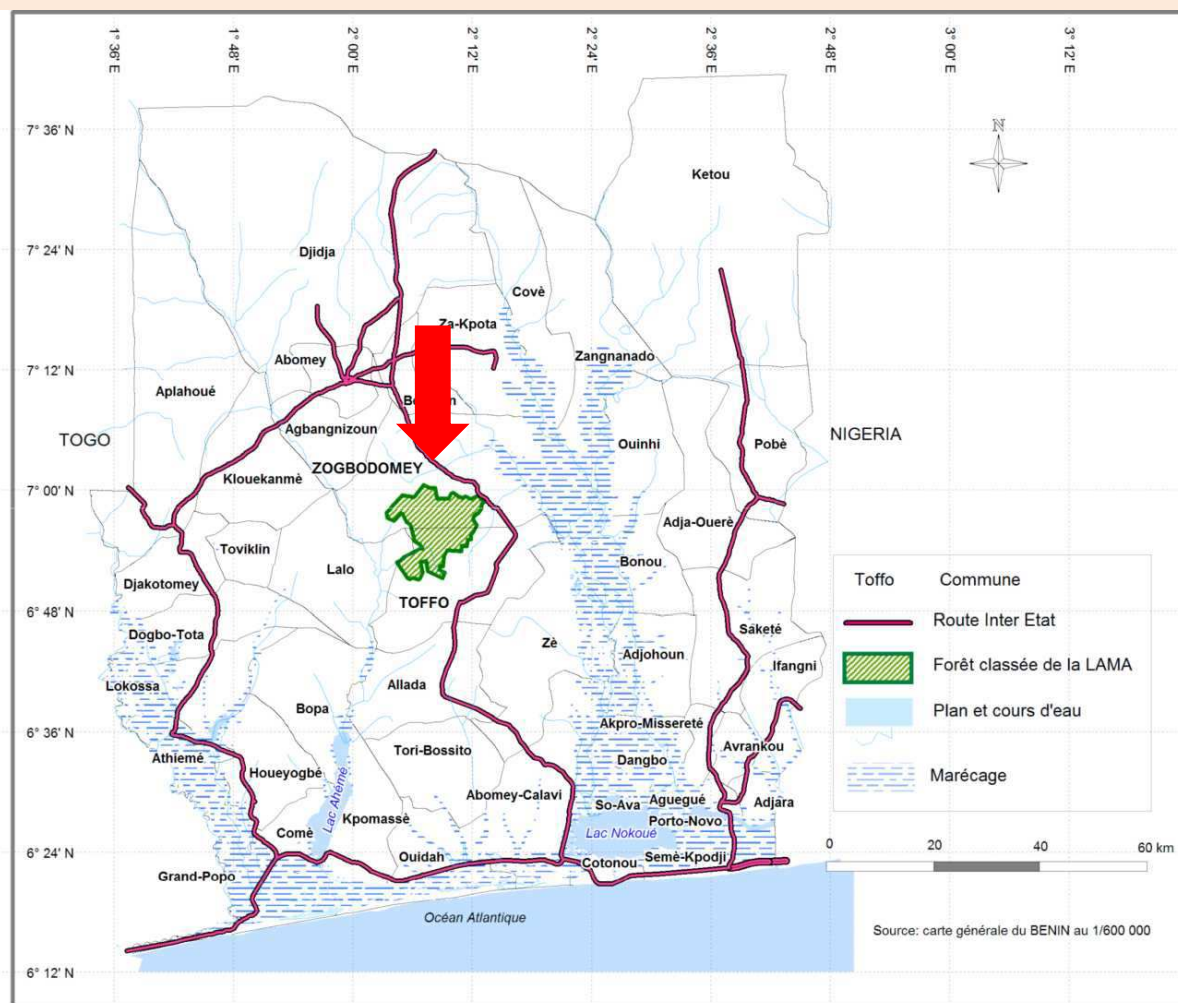 1° 36' E
1° 48' E
2° 00' E
2° 12' E
2° 24' E
2° 36' E
2° 48' E
3° 00' E
3° 12' E
7° 36' N
7° 24' N
7° 12' N
7° 00' N
6° 48' N
6° 36' N
6° 24' N
6° 12' N
N
Ketou
Djidja
Covè
Za-Kpota
Zangnanado
Abomey
Aplahoué
Agbangnizoun
Ouinhi
TOGO
NIGERIA
Pobè
ZOGBODOMEY
Klouekanmè
Adja-Ouerè
Toviklin
Lalo
Bonou
Djakotomey
TOFFO
Dogbo-Tota
Zè
Adjohoun
Saketé
Ifangni
Lokossa
Allada
Bopa
Akpro-Missereté
Athiemé
Tori-Bossito
Dangbo
Avrankou
Houeyogbé
Abomey-Calavi
So-Ava
Aguegué
Adjara
Lac Ahémé
Kpomassè
Lac Nokoué
Porto-Novo
Comè
Ouidah
Cotonou
Semè-Kpodji
Grand-Popo
Océan Atlantique
Toffo Commune
Route Inter Etat
Forêt classée de la LAMA
Plan et cours d'eau
Marécage
0 20 40 60 km
Source: carte générale du BENIN au 1/600 000